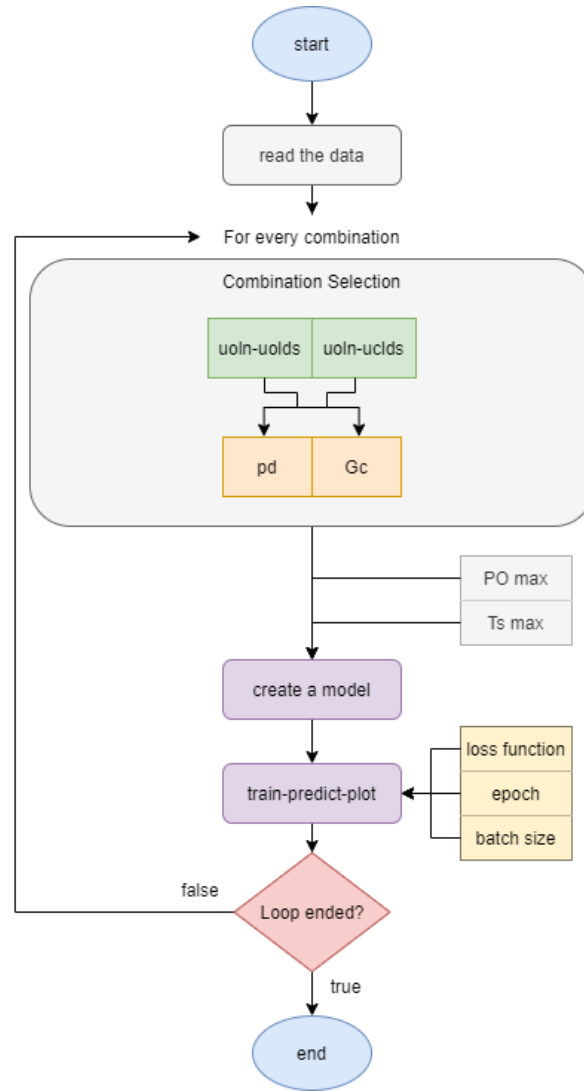 start
read the data
For every combination
Combination Selection
uoln-uolds
uoln-uclds
pd
Gc
PO max
Ts max
create a model
loss function
train-predict-plot
epoch
batch size
false
Loop ended?
true
end